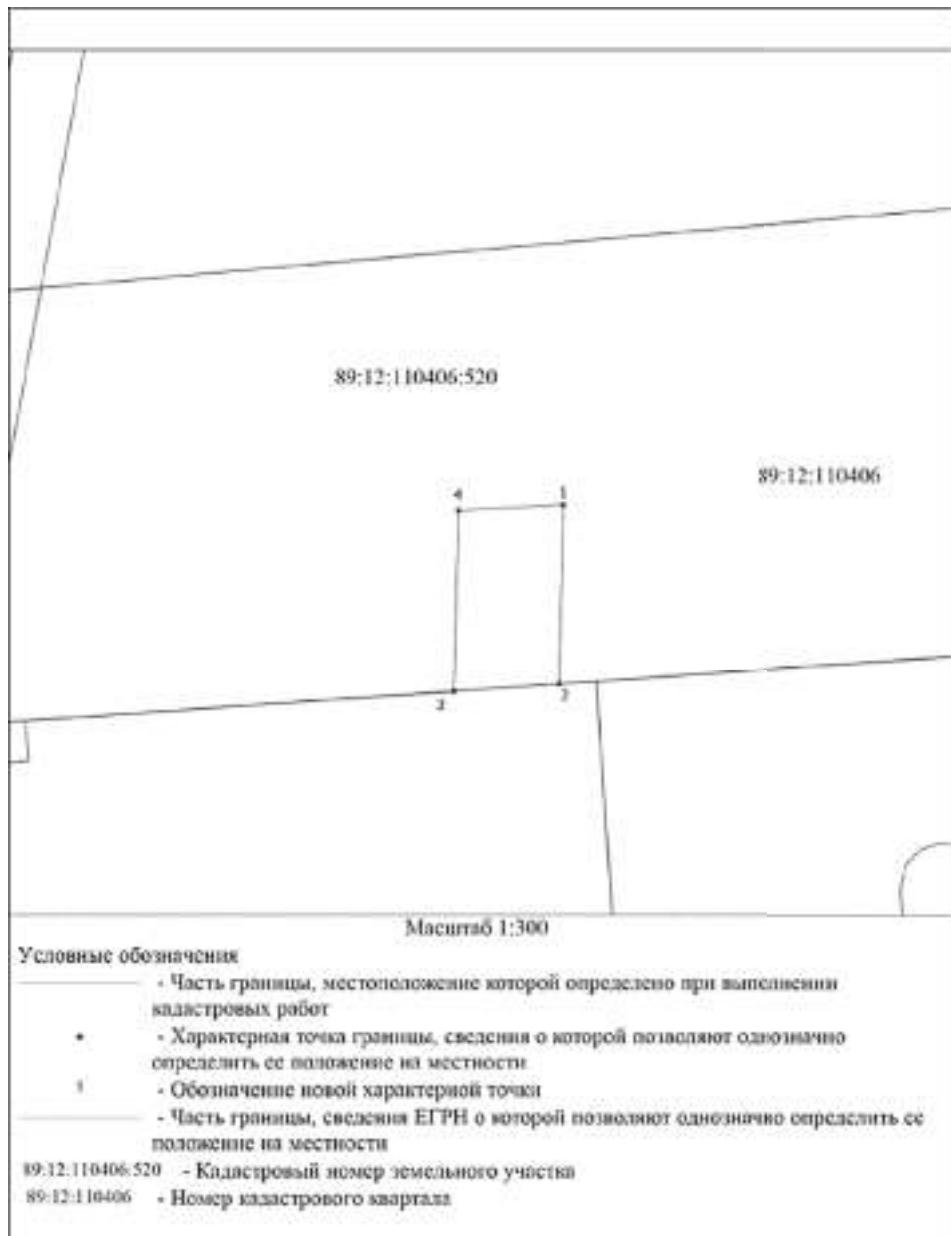 89:12:110406:520
89:12:110406
4
1
3
2
Масштаб 1:300
Условные обозначения
- Часть границы, местоположение которой определено при выполнении
кадастровых работ
- Характерная точка границы, сведения о которой позволяют однозначно
определить ее положение на местности
1 - Обозначение новой характерной точки
- Часть границы, сведения ЕГРН о которой позволяют однозначно определить ее
положение на местности
89:12:110406:520 - Кадастровый номер земельного участка
89:12:110406 - Номер кадастрового квартала